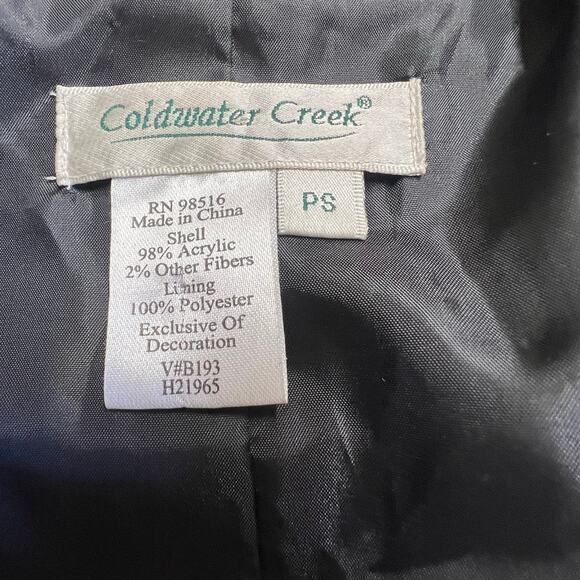 Coldwater Creek®
PS
RN 98516
Made in China
Shell
98% Acrylic
2% Other Fibers
Lining
100% Polyester
Exclusive Of
Decoration
V#B193
H21965